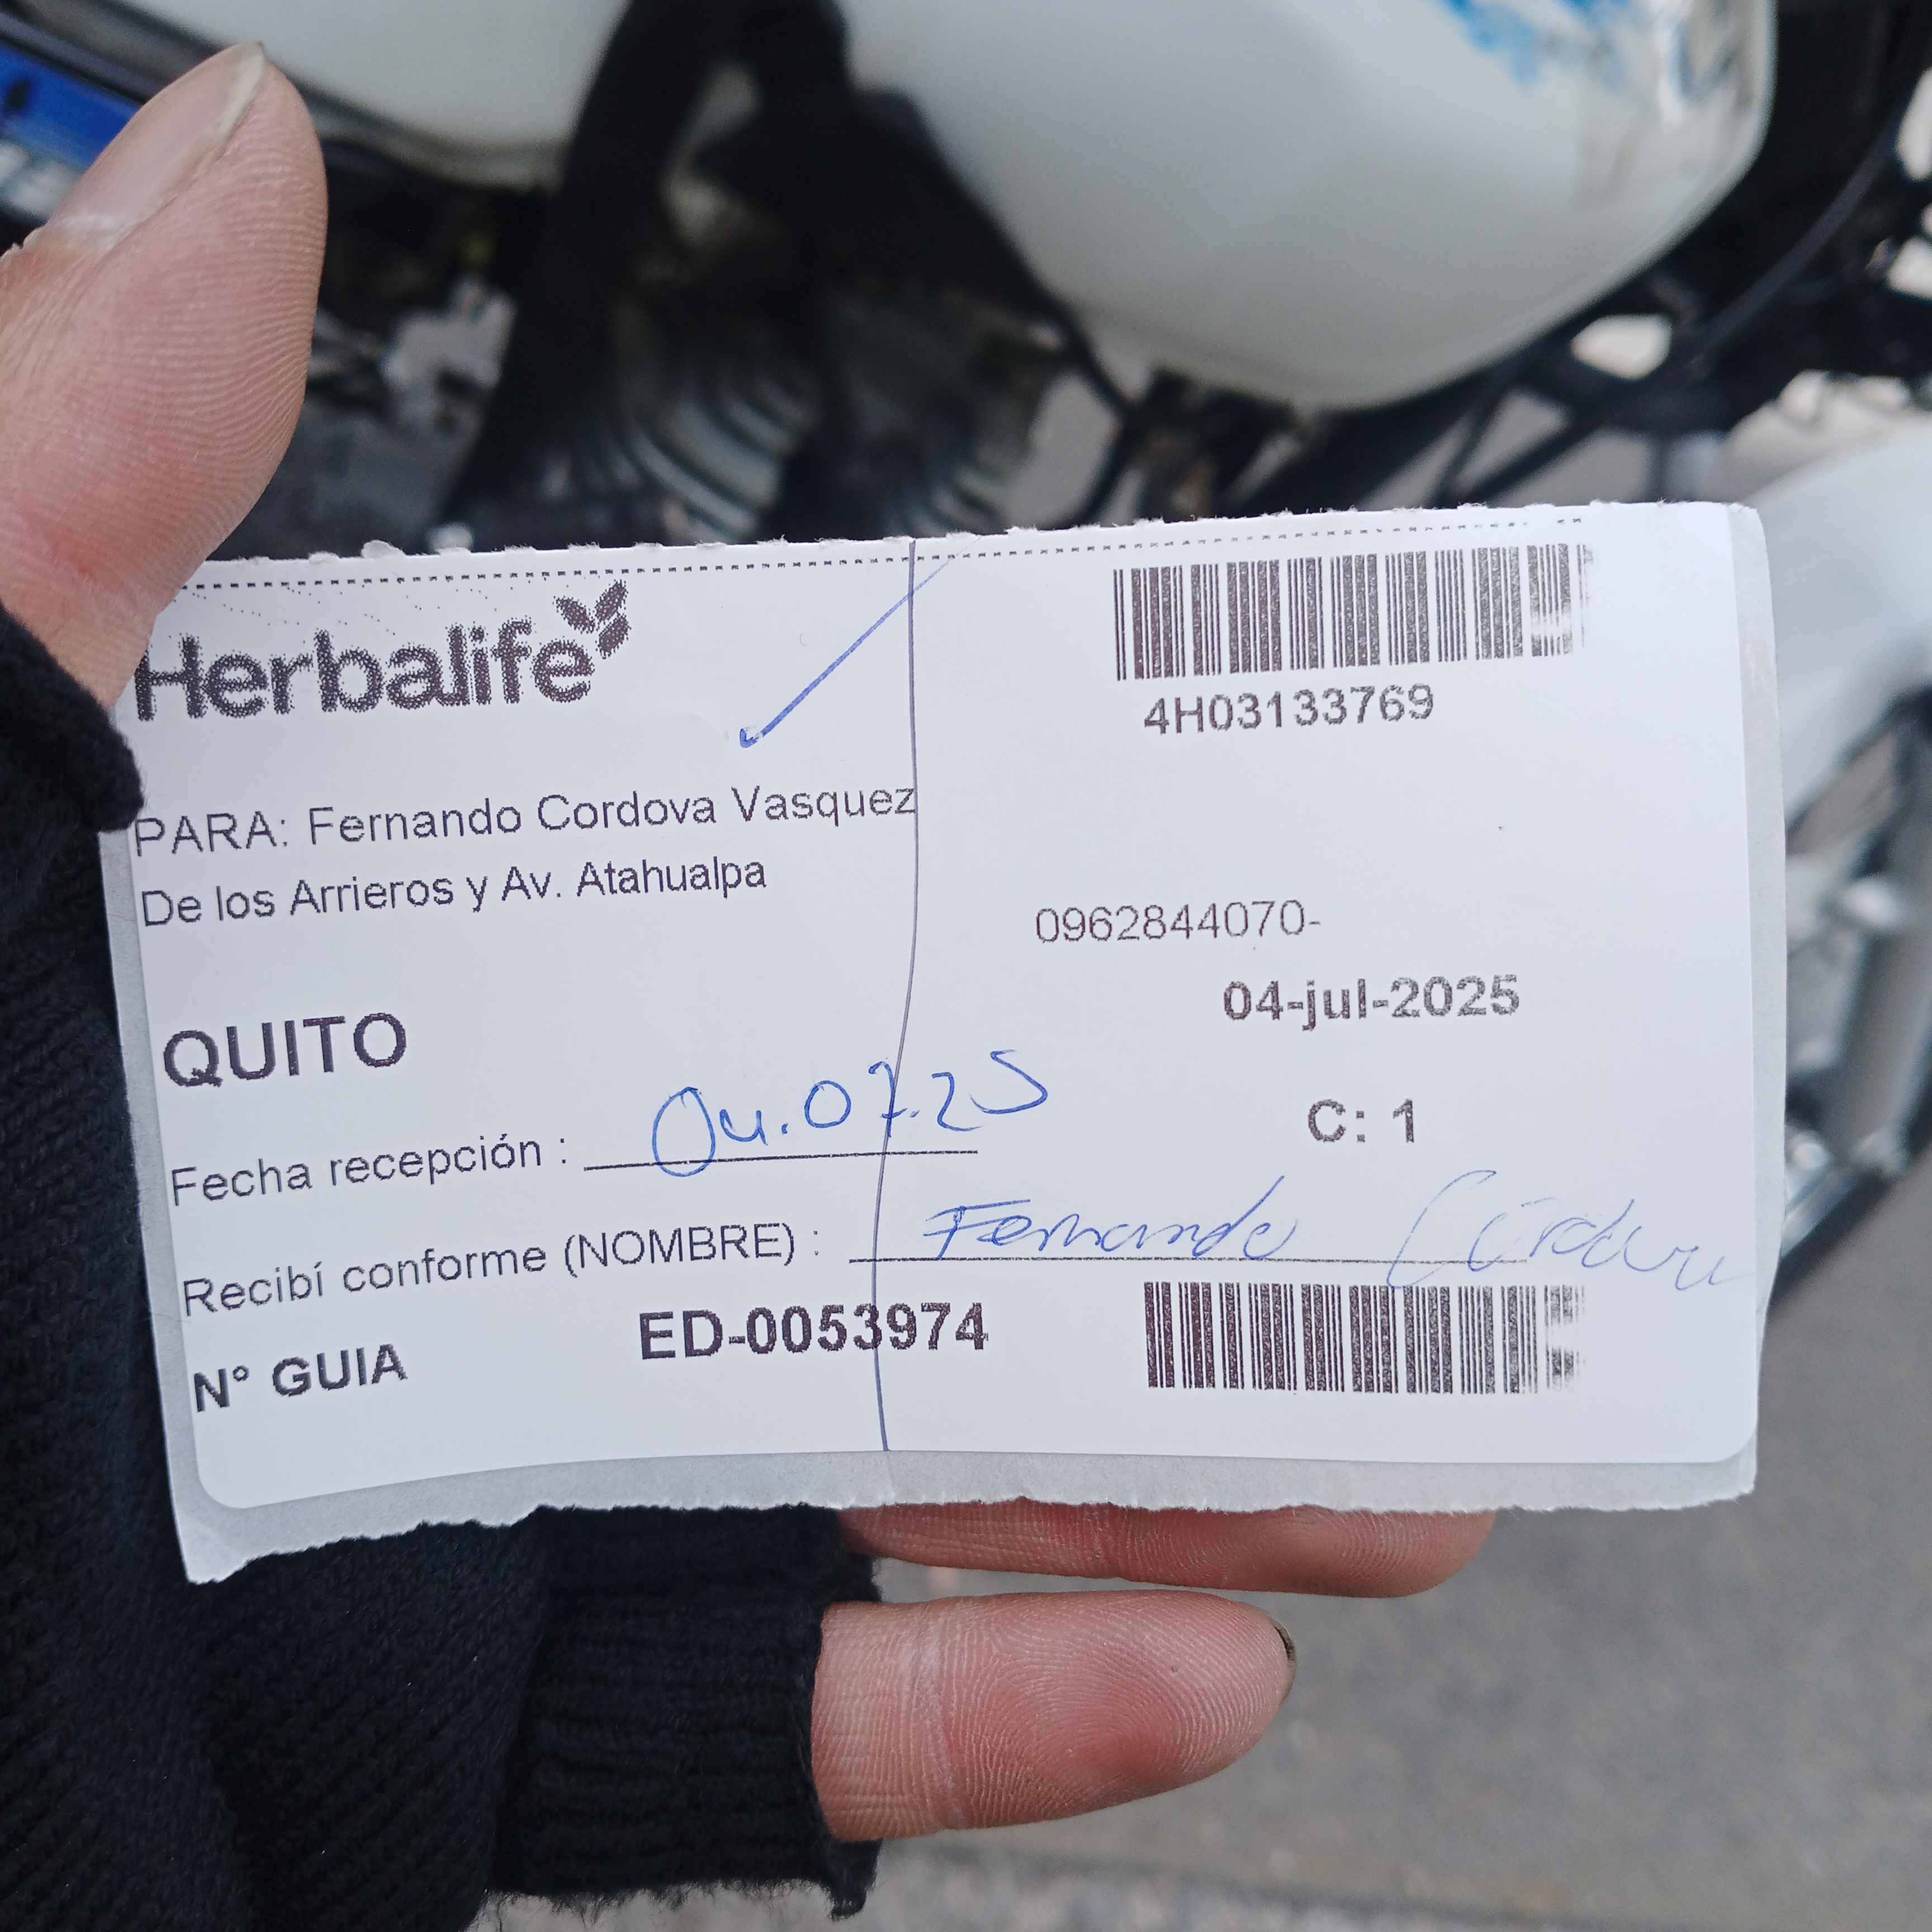 Herbalife
4H03133769
PARA: Fernando Cordova Vasquez
De los Arrieros y Av. Atahualpa
0962844070-
04-jul-2025
QUITO
C: 1
Fecha recepción : 04.07.25
Recibí conforme (NOMBRE) : Fernando Cordova
N° GUIA ED-0053974